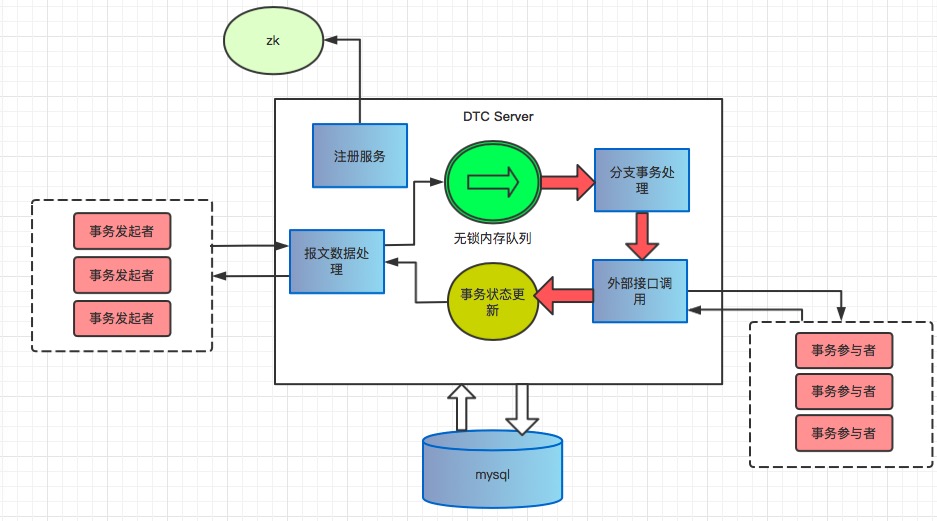 zk
DTC Server
注册服务
分支事务处
理
无锁内存队列
事务发起者
事务发起者
事务发起者
报文数据处
理
事务状态更
新
外部接口调
用
事务参与者
事务参与者
事务参与者
mysql